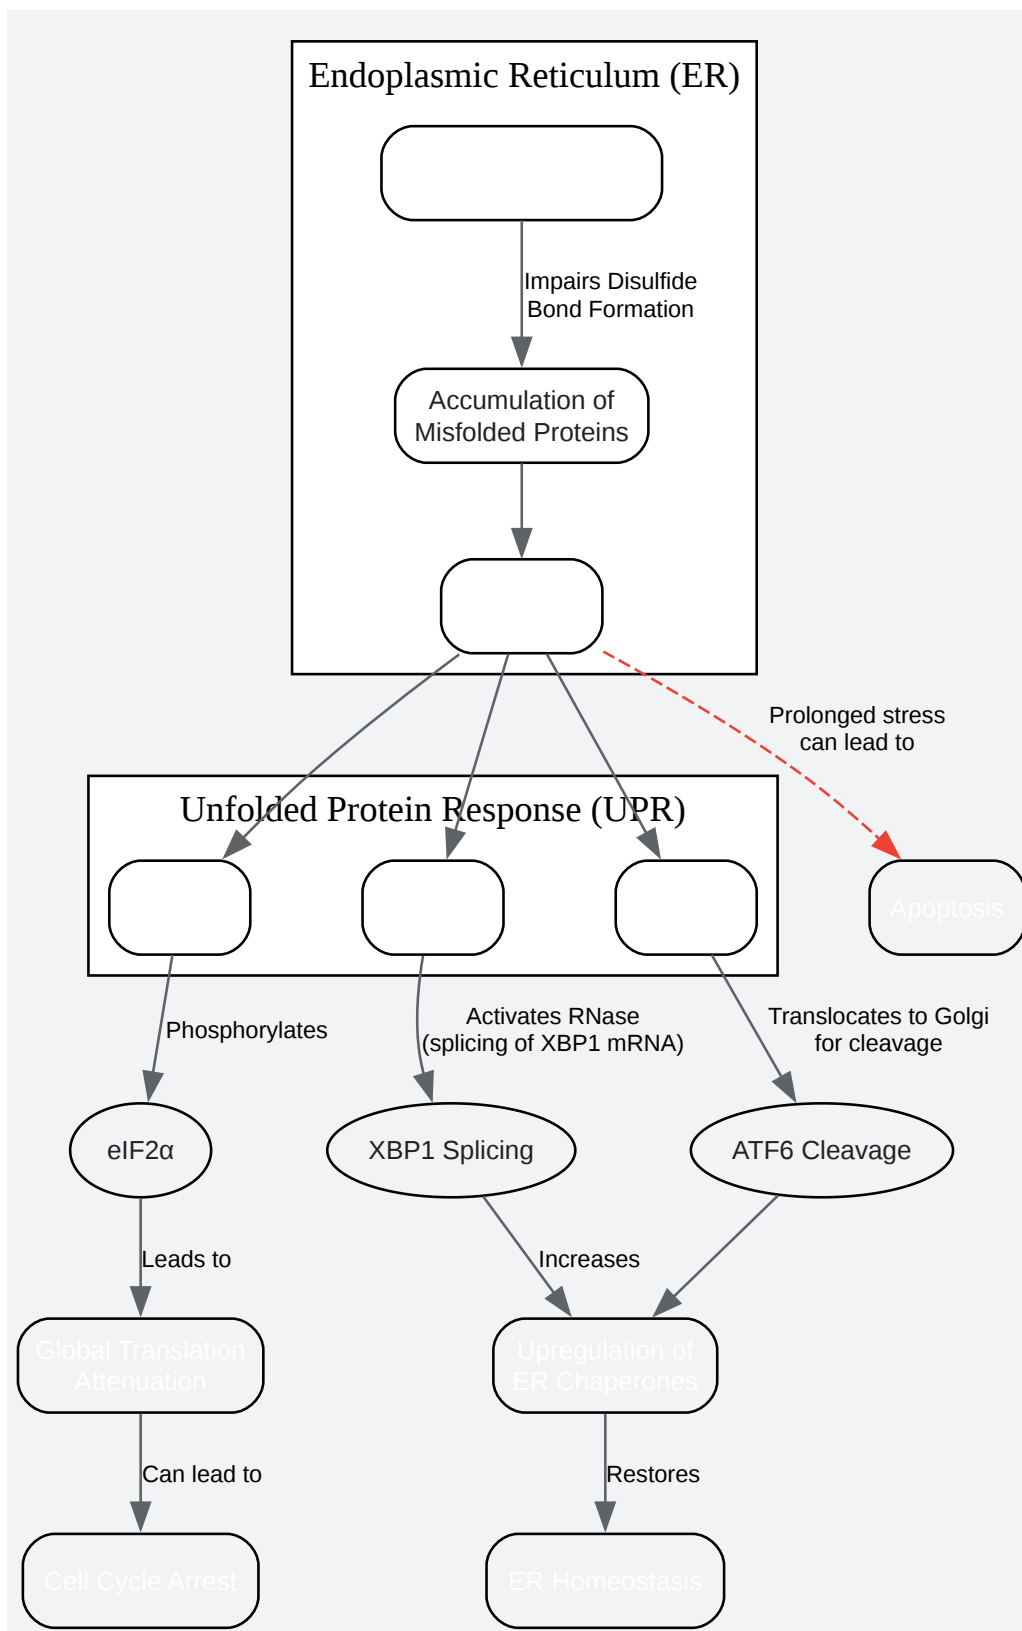 Endoplasmic Reticulum (ER)
Impairs Disulfide
Bond Formation
Accumulation of
Misfolded Proteins
Prolonged stress
can lead to
Unfolded Protein Response (UPR)
Apoptosis
Phosphorylates
Activates RNase
(splicing of XBP1 mRNA)
Translocates to Golgi
for cleavage
eIF2α
XBP1 Splicing
ATF6 Cleavage
Leads to
Increases
Global Translation
Attenuation
Upregulation of
ER Chaperones
Can lead to
Restores
Cell Cycle Arrest
ER Homeostasis